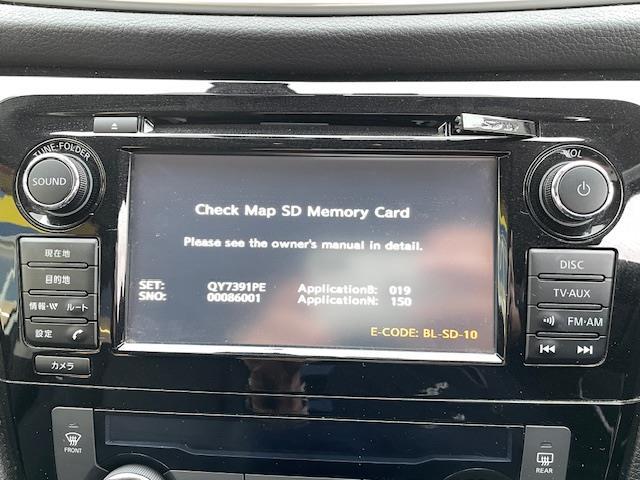 TUNE·FOLDER
SOUND
VOL
現在地
目的地
情報·VI ルート
設定
カメラ
Check Map SD Memory Card
Please see the owner's manual in detail.
SET: QY7391PE ApplicationB: 019
SNO: 00086001 ApplicationN: 150
E-CODE: BL-SD-10
DISC
TV·AUX
FM·AM
FRONT
REAR